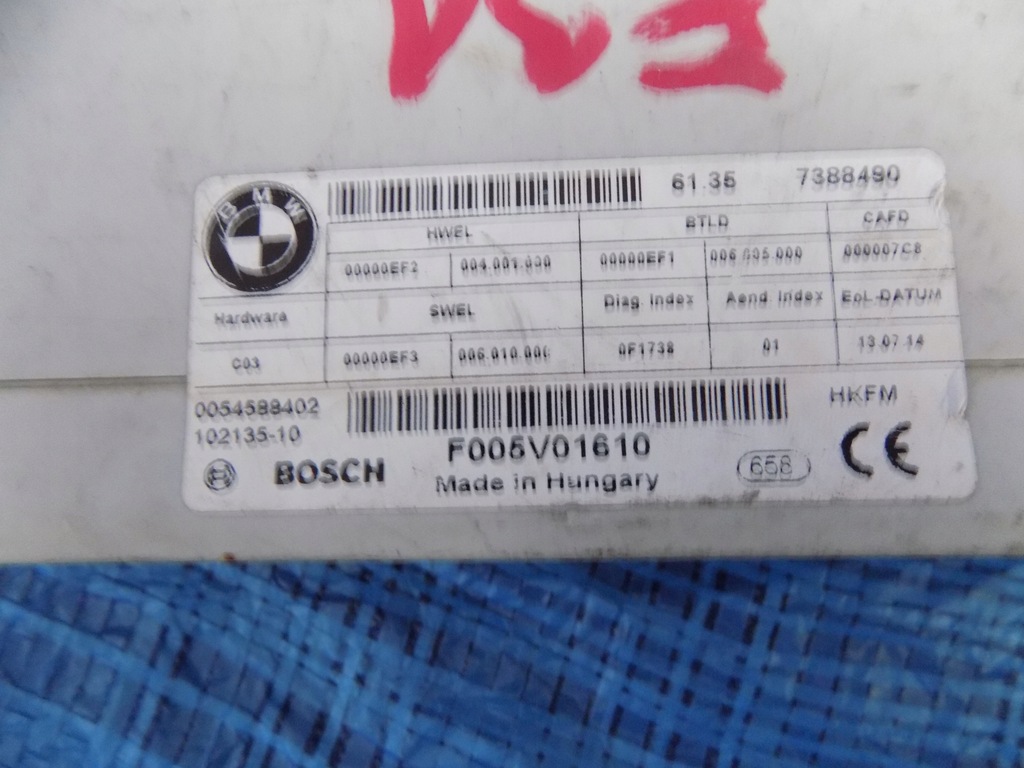 BMW
61.35 7388490
HWEL BTLD CAFD
00000EF2 004.001.030 00000EF1 006.005.000 000007C8
Hardware SWEL Diag. Index Aend. Index EoL-DATUM
C03 00000EF3 006.010.006 0F1738 01 13.07.14
0054588402 HKFM
102135-10
F005V01610
BOSCH Made in Hungary 658 CE